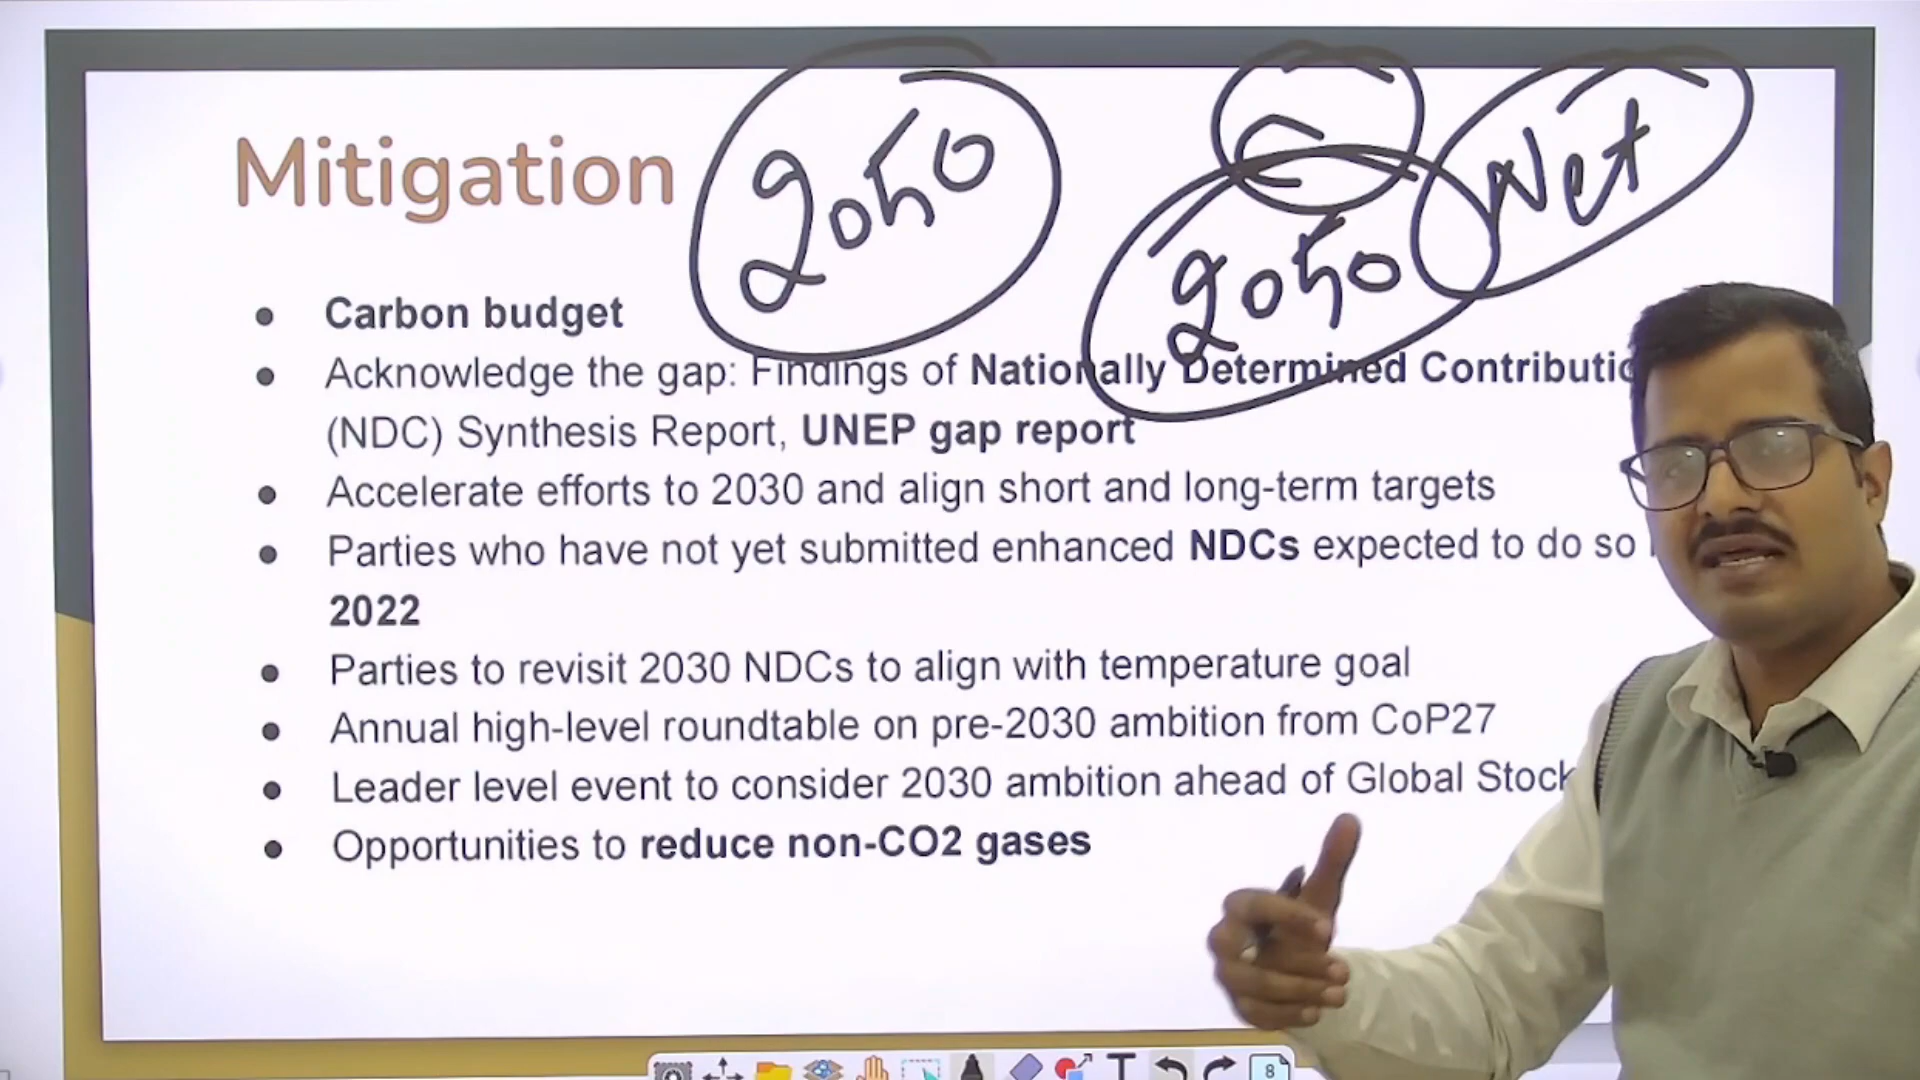 Mitigation
2050
2050
Net
Carbon budget
Acknowledge the gap: Findings of Nationally Determined Contributio
(NDC) Synthesis Report, UNEP gap report
Accelerate efforts to 2030 and align short and long-term targets
Parties who have not yet submitted enhanced NDCs expected to do so
2022
Parties to revisit 2030 NDCs to align with temperature goal
Annual high-level roundtable on pre-2030 ambition from CoP27
Leader level event to consider 2030 ambition ahead of Global Stock
Opportunities to reduce non-CO2 gases
T
8